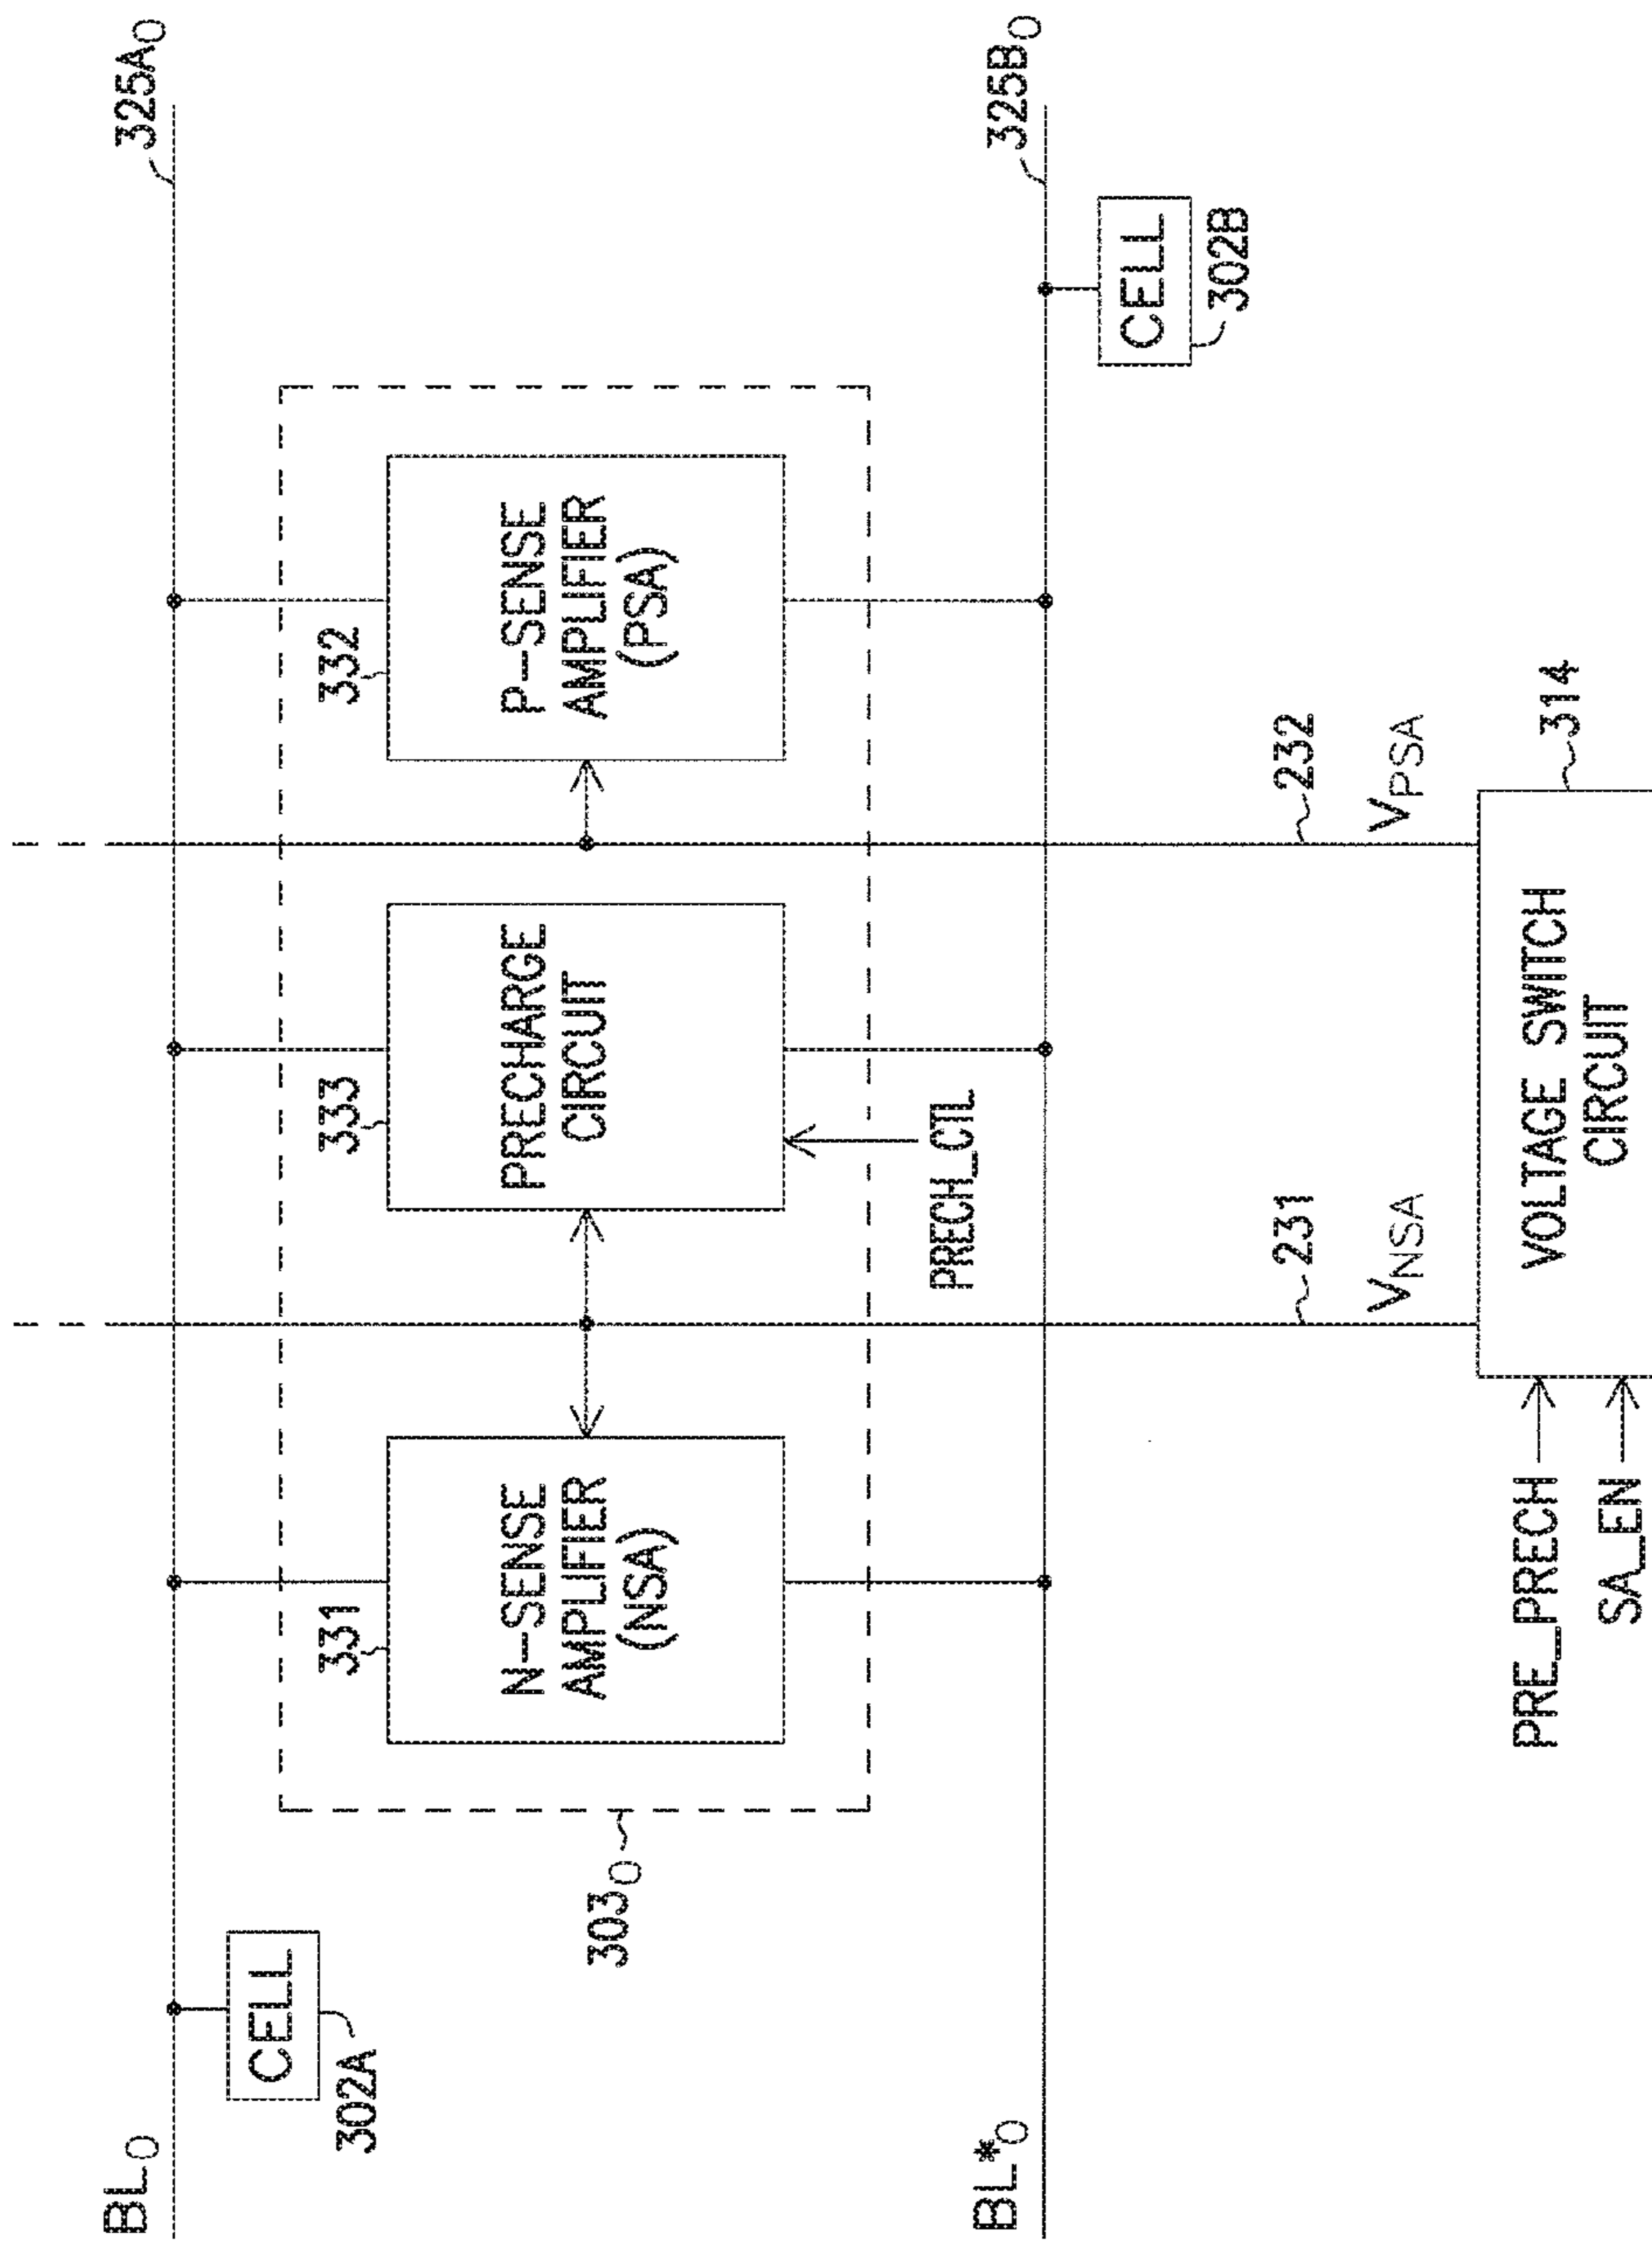 BL0
325A0
CELL
302A
331
333
332
N-SENSE
AMPLIFIER
(NSA)
PRECHARGE
CIRCUIT
P-SENSE
AMPLIFIER
(PSA)
3030
PRECH_CTL
BL*0
325B0
CELL
302B
231
232
VNSA
VPSA
314
PRE_PRECH
SA_EN
VOLTAGE SWITCH
CIRCUIT